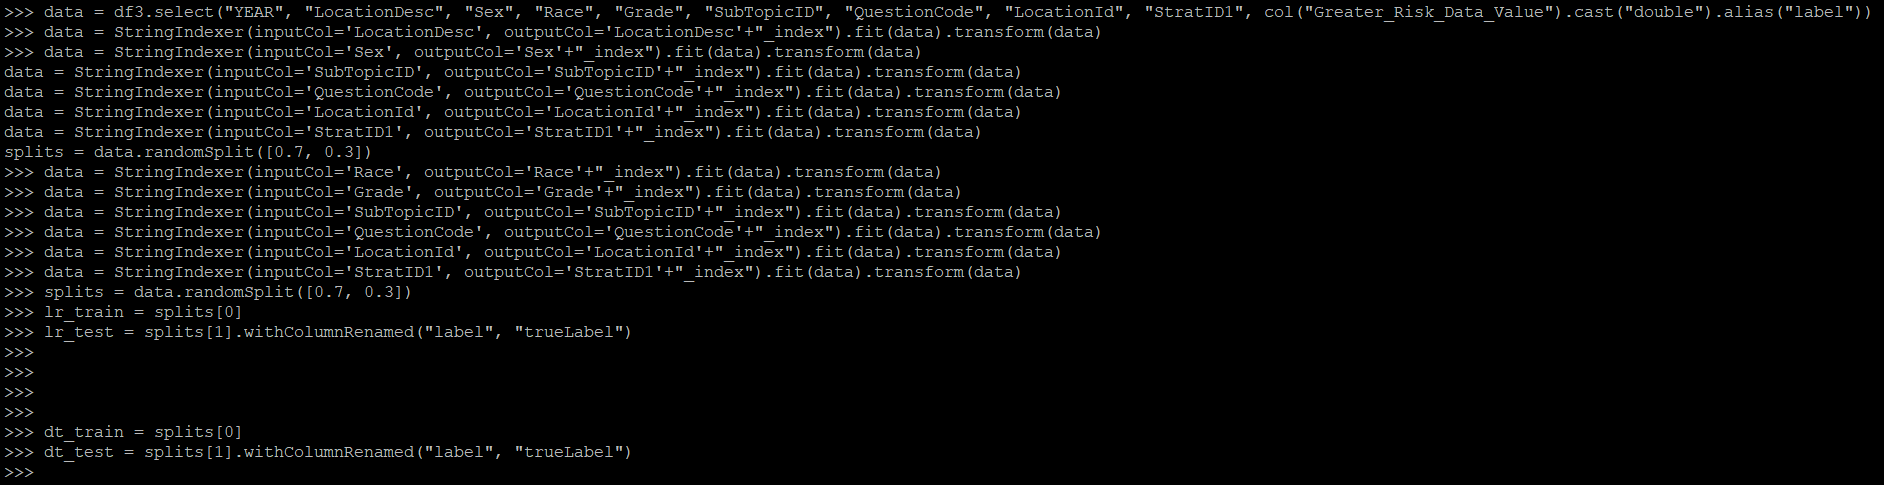 >>> data = df3.select("YEAR", "LocationDesc", "Sex", "Race", "Grade", "SubTopicID", "QuestionCode", "LocationId", "StratID1", col("Greater_Risk_Data_Value").cast("double").alias("label"))
>>> data = StringIndexer(inputCol='LocationDesc', outputCol='LocationDesc'+"_index").fit(data).transform(data)
>>> data = StringIndexer(inputCol='Sex', outputCol='Sex'+"_index").fit(data).transform(data)
data = StringIndexer(inputCol='SubTopicID', outputCol='SubTopicID'+"_index").fit(data).transform(data)
data = StringIndexer(inputCol='QuestionCode', outputCol='QuestionCode'+"_index").fit(data).transform(data)
data = StringIndexer(inputCol='LocationId', outputCol='LocationId'+"_index").fit(data).transform(data)
data = StringIndexer(inputCol='StratID1', outputCol='StratID1'+"_index").fit(data).transform(data)
splits = data.randomSplit([0.7, 0.3])
>>> data = StringIndexer(inputCol='Race', outputCol='Race'+"_index").fit(data).transform(data)
>>> data = StringIndexer(inputCol='Grade', outputCol='Grade'+"_index").fit(data).transform(data)
>>> data = StringIndexer(inputCol='SubTopicID', outputCol='SubTopicID'+"_index").fit(data).transform(data)
>>> data = StringIndexer(inputCol='QuestionCode', outputCol='QuestionCode'+"_index").fit(data).transform(data)
>>> data = StringIndexer(inputCol='LocationId', outputCol='LocationId'+"_index").fit(data).transform(data)
>>> data = StringIndexer(inputCol='StratID1', outputCol='StratID1'+"_index").fit(data).transform(data)
>>> splits = data.randomSplit([0.7, 0.3])
>>> lr_train = splits[0]
>>> lr_test = splits[1].withColumnRenamed("label", "trueLabel")
>>>
>>>
>>>
>>>
>>> dt_train = splits[0]
>>> dt_test = splits[1].withColumnRenamed("label", "trueLabel")
>>>